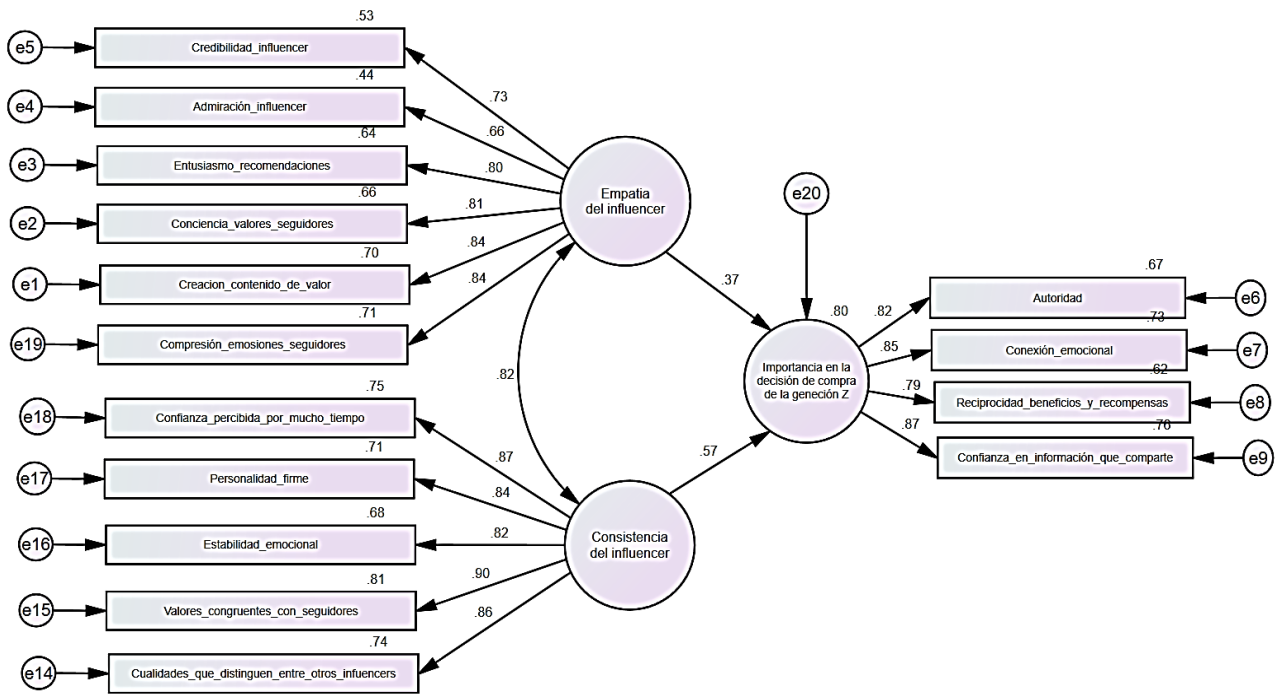 .53
e5
Credibilidad_influencer
.44
.73
e4
Admiración_influencer
.64
.66
e3
Entusiasmo_recomendaciones
.66
.80
e2
Conciencia_valores_seguidores
.81
.70
e1
Creacion_contenido_de_valor
.84
.71
e19
Compresión_emosiones_seguidores
.84
Empatia
del influencer
e20
.37
.82
.75
e18
Confianza_percibida_por_mucho_tiempo
.87
.71
e17
Personalidad_firme
.84
.68
e16
Estabilidad_emocional
.82
.81
e15
Valores_congruentes_con_seguidores
.90
.74
e14
Cualidades_que_distinguen_entre_otros_infuencers
.86
Consistencia
del influencer
.57
.80
Importancia en la
decisión de compra
de la geneción Z
.67
.82
Autoridad
e6
.73
.85
Conexión_emocional
e7
.62
.79
Reciprocidad_beneficios_y_recompensas
e8
.76
.87
Confianza_en_información_que_comparte
e9